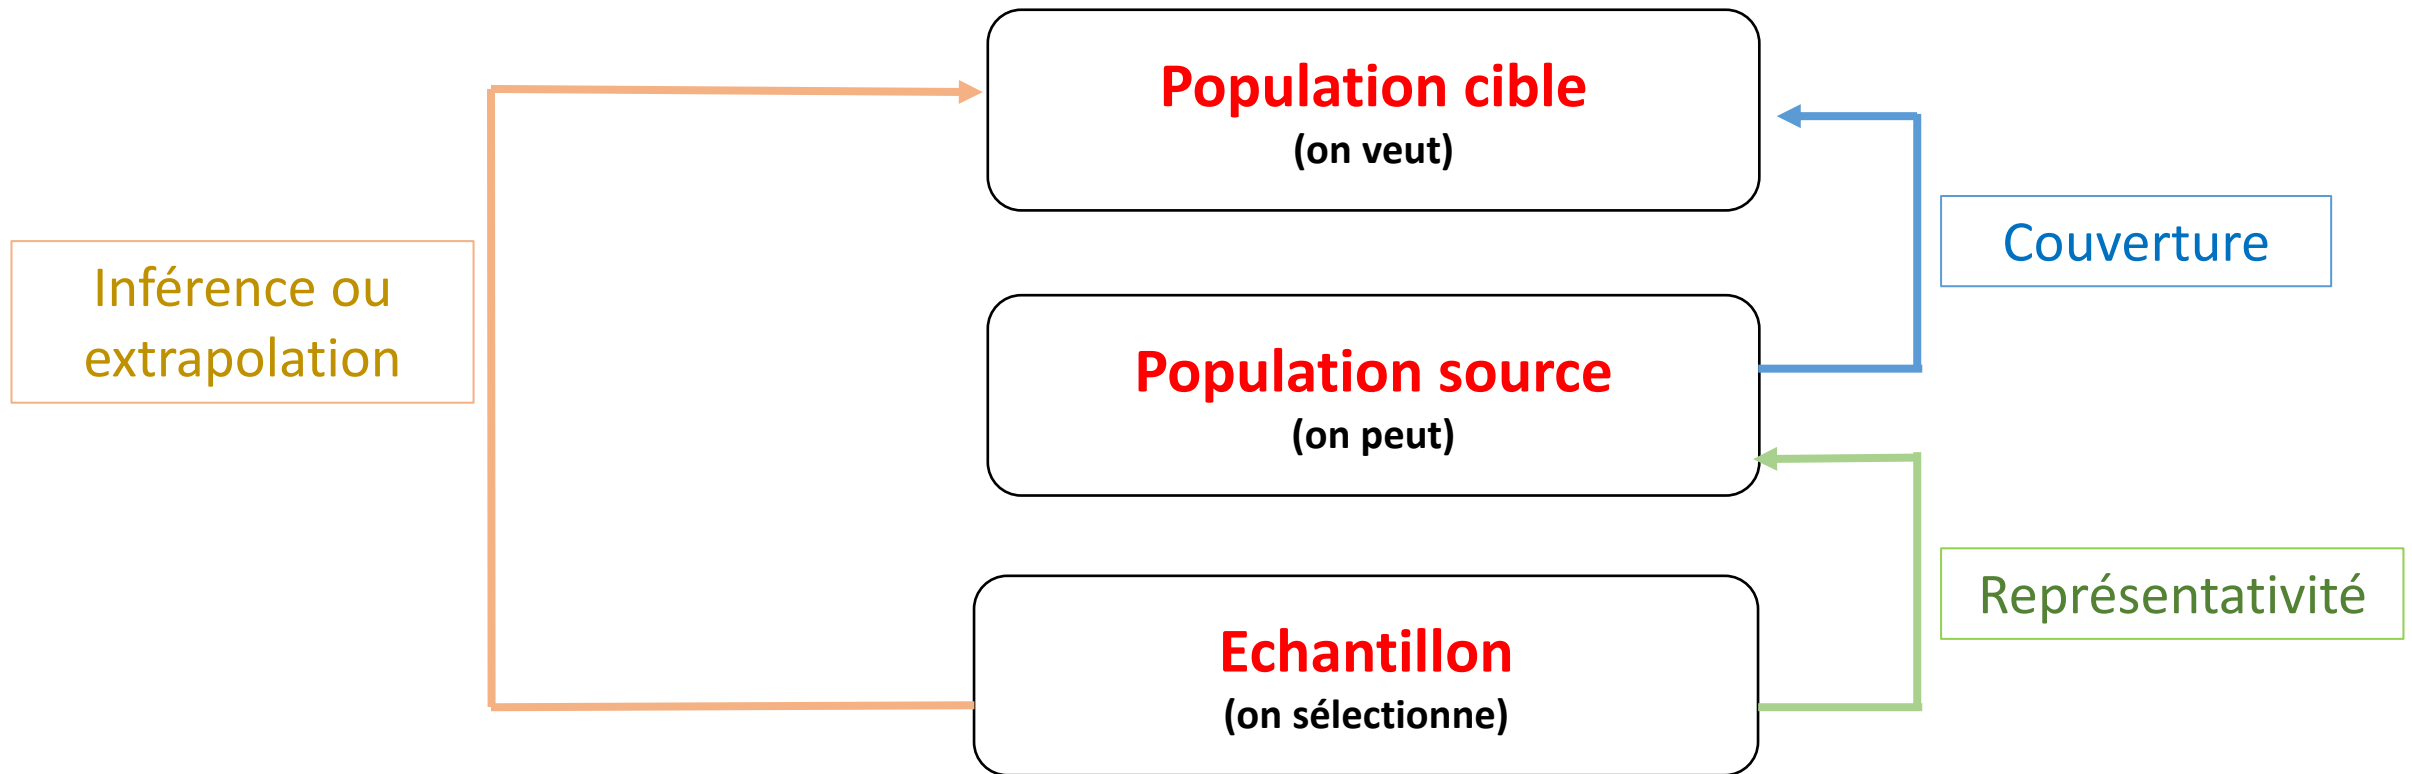 Population cible
(on veut)
Couverture
Inférence ou
extrapolation
Population source
(on peut)
Représentativité
Echantillon
(on sélectionne)